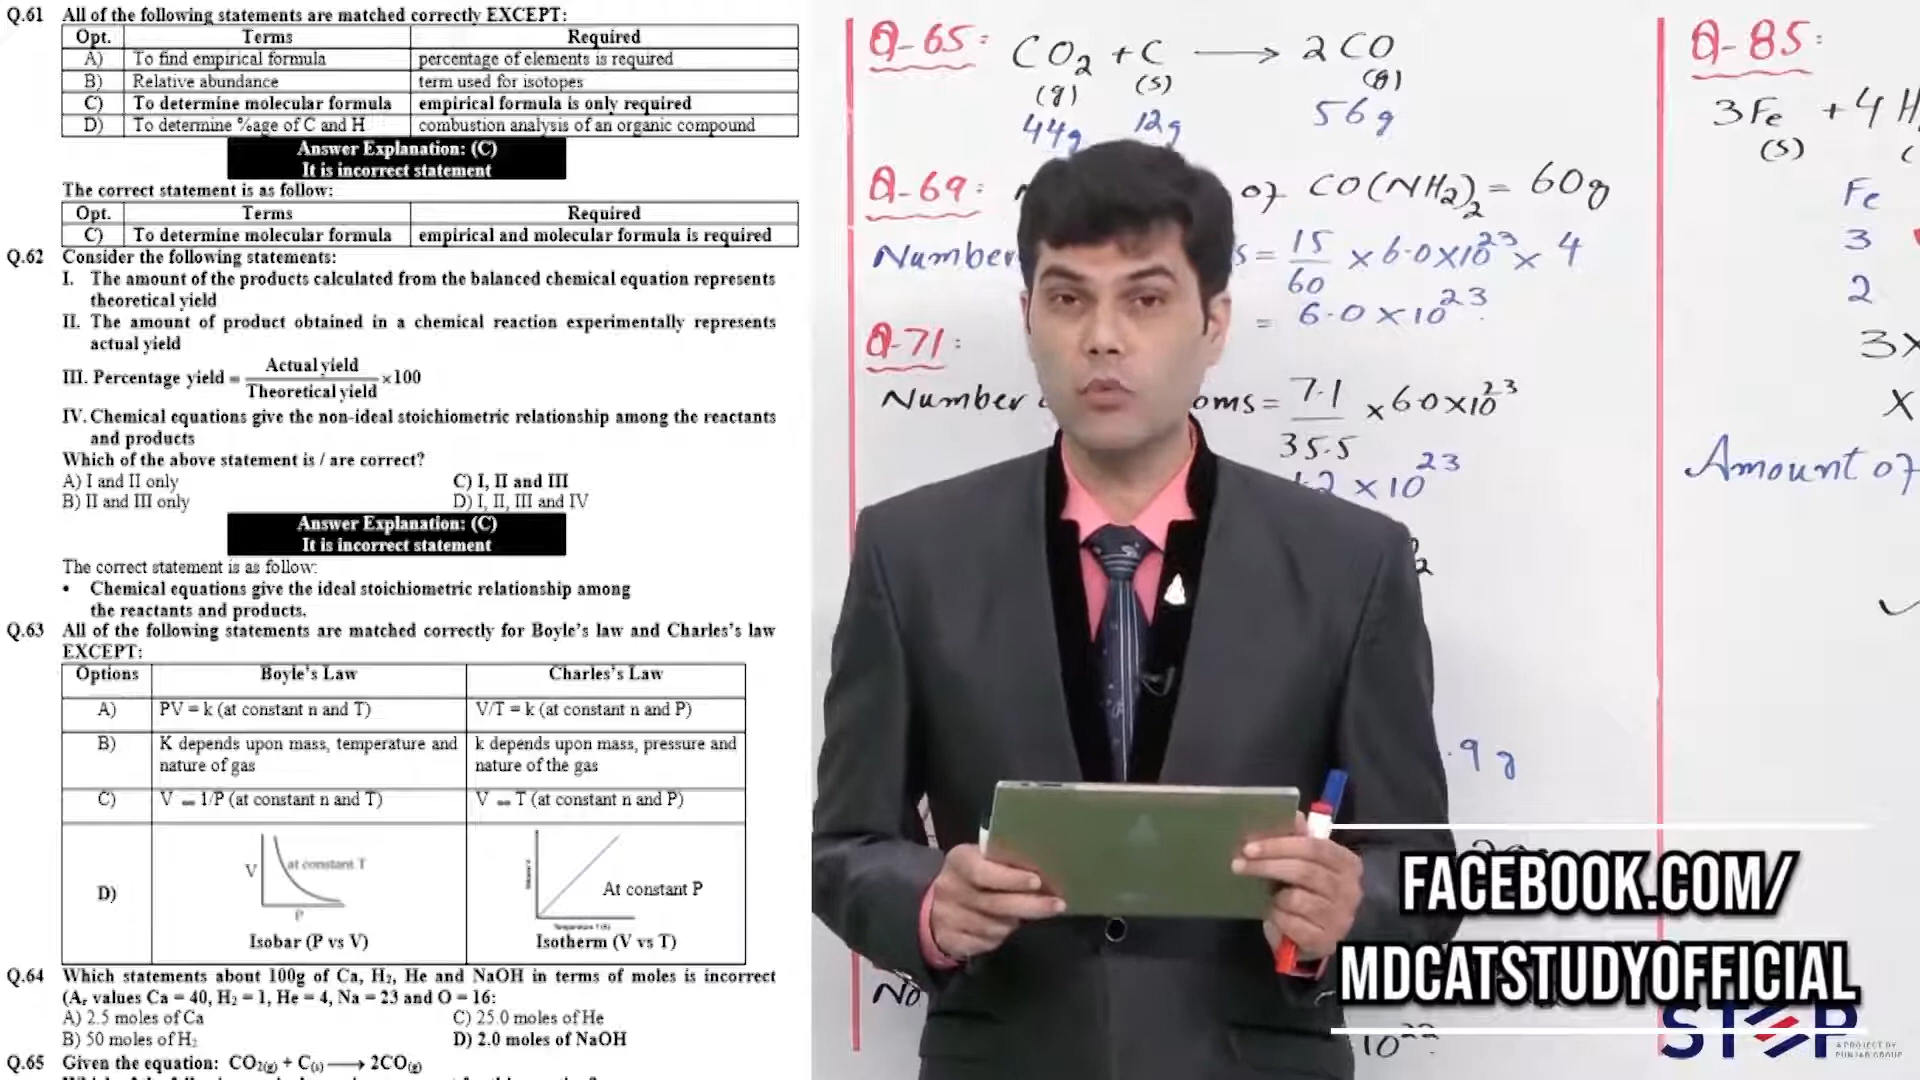 Q.61 All of the following statements are matched correctly EXCEPT:
Opt. Terms Required
A) To find empirical formula percentage of elements is required
B) Relative abundance term used for isotopes
C) To determine molecular formula empirical formula is only required
D) To determine %age of C and H combustion analysis of an organic compound
Answer Explanation: (C)
It is incorrect statement
The correct statement is as follow:
Opt. Terms Required
C) To determine molecular formula empirical and molecular formula is required
Q.62 Consider the following statements:
I. The amount of the products calculated from the balanced chemical equation represents
theoretical yield
II. The amount of product obtained in a chemical reaction experimentally represents
actual yield
III. Percentage yield = Actual yield / Theoretical yield ×100
IV. Chemical equations give the non-ideal stoichiometric relationship among the reactants
and products
Which of the above statement is / are correct?
A) I and II only C) I, II and III
B) II and III only D) I, II, III and IV
Answer Explanation: (C)
It is incorrect statement
The correct statement is as follow:
• Chemical equations give the ideal stoichiometric relationship among
the reactants and products.
Q.63 All of the following statements are matched correctly for Boyle's law and Charles's law
EXCEPT:
Options Boyle's Law Charles's Law
A) PV = k (at constant n and T) V/T = k (at constant n and P)
B) K depends upon mass, temperature and k depends upon mass, pressure and
nature of gas nature of the gas
C) V ∝ 1/P (at constant n and T) V ∝ T (at constant n and P)
V at constant T
D) At constant P
P
Isobar (P vs V) Isotherm (V vs T)
Q.64 Which statements about 100g of Ca, H₂, He and NaOH in terms of moles is incorrect
(Aᵣ values Ca = 40, H₂ = 1, He = 4, Na = 23 and O = 16:
A) 2.5 moles of Ca C) 25.0 moles of He
B) 50 moles of H₂ D) 2.0 moles of NaOH
Q.65 Given the equation: CO₂(g) + C(s) ⟶ 2CO(g)
Q-65: CO₂ + C ⟶ 2CO
(g) (s) (g)
44g 12g 56g
Q-69: of CO(NH₂)₂ = 60g
Number = 15/60 × 6.0×10²³ × 4
= 6.0 × 10²³
Q-71:
Number oms = 7.1/35.5 × 6.0×10²³
× 10²³
.9g
No
10²²
Q-85:
3Fe + 4H
(s) (
Fe
3
2
3×
X
Amount of
FACEBOOK.COM/
MDCATSTUDYOFFICIAL
STEP
A PROJECT BY
PUNJAB GROUP